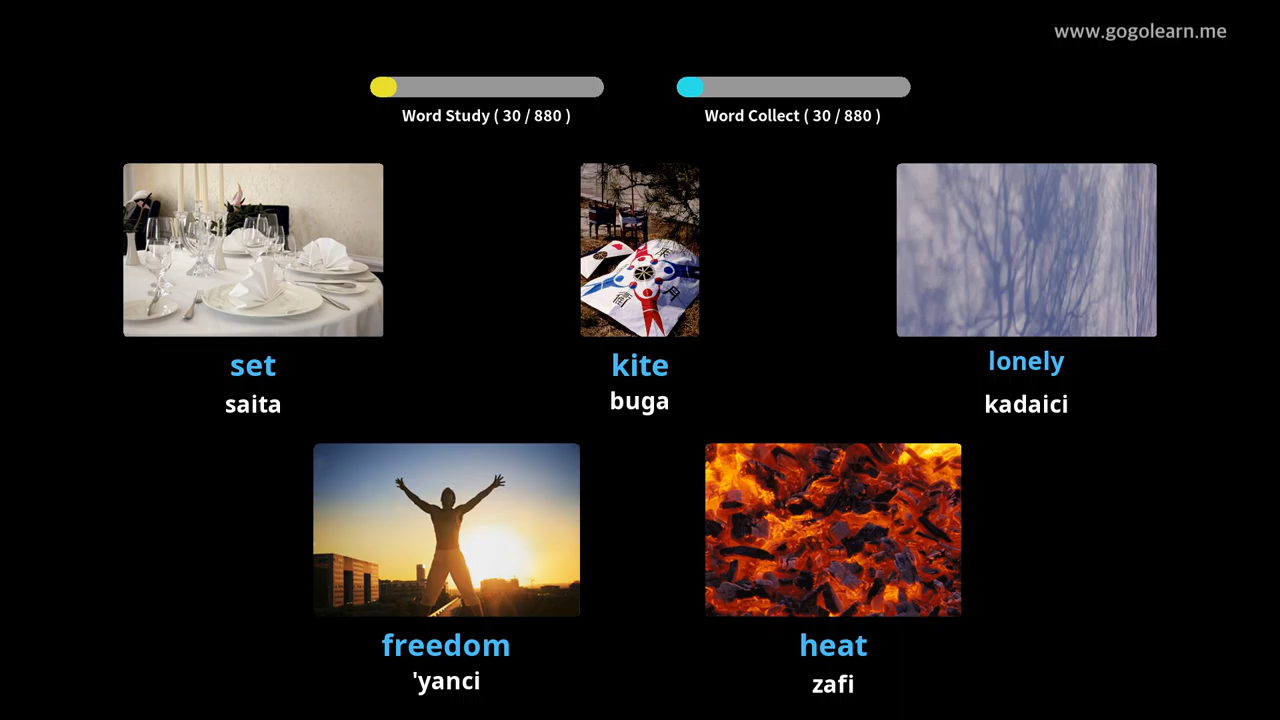 www.gogolearn.me
Word Study ( 30 / 880 )
Word Collect ( 30 / 880 )
set
saita
kite
buga
lonely
kadaici
freedom
'yanci
heat
zafi